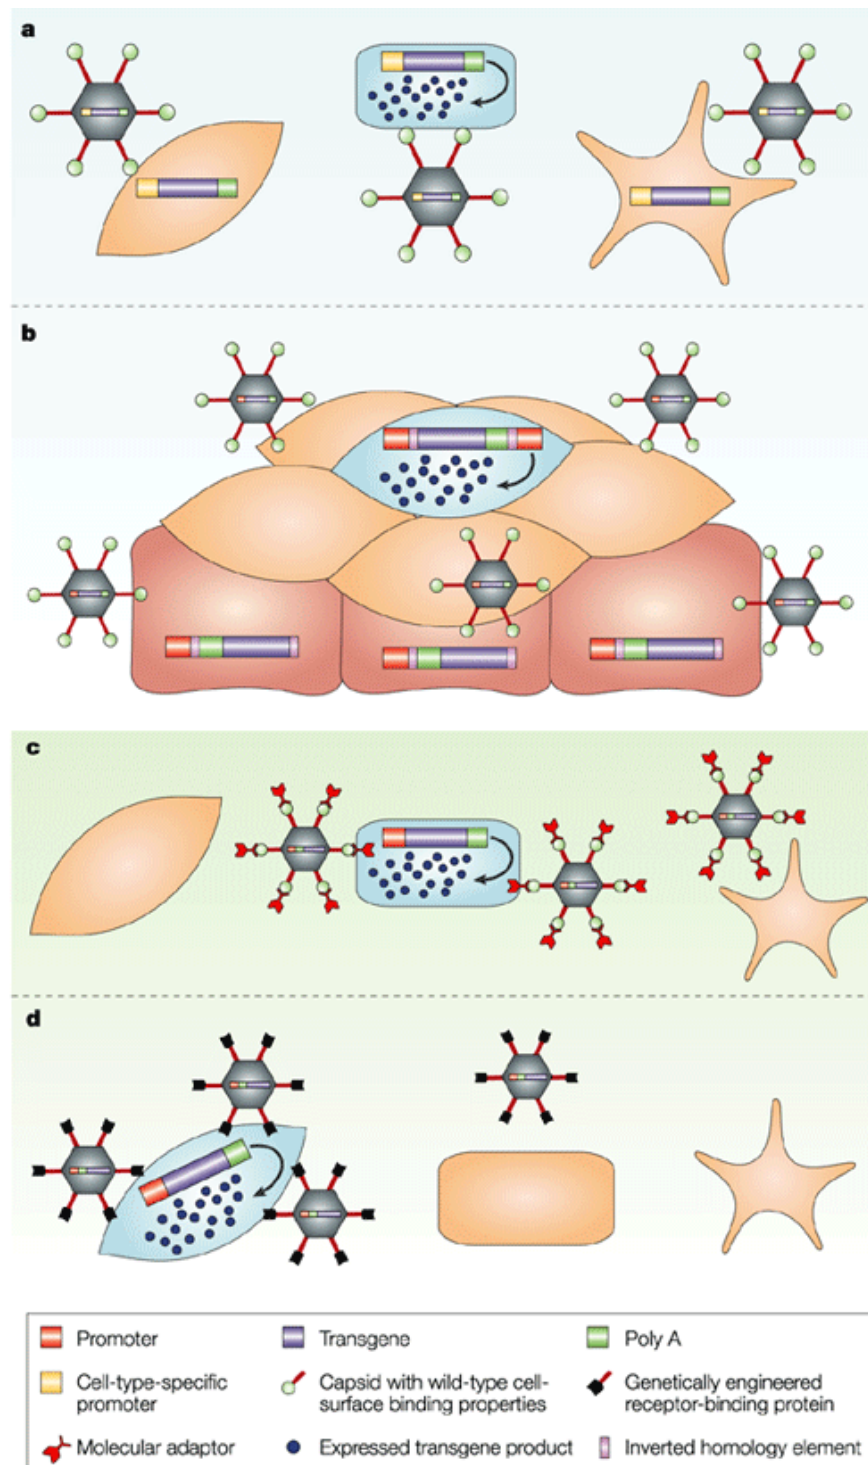 a
b
c
d
Promoter
Transgene
Poly A
Cell-type-specific
promoter
Capsid with wild-type cell-
surface binding properties
Genetically engineered
receptor-binding protein
Molecular adaptor
Expressed transgene product
Inverted homology element